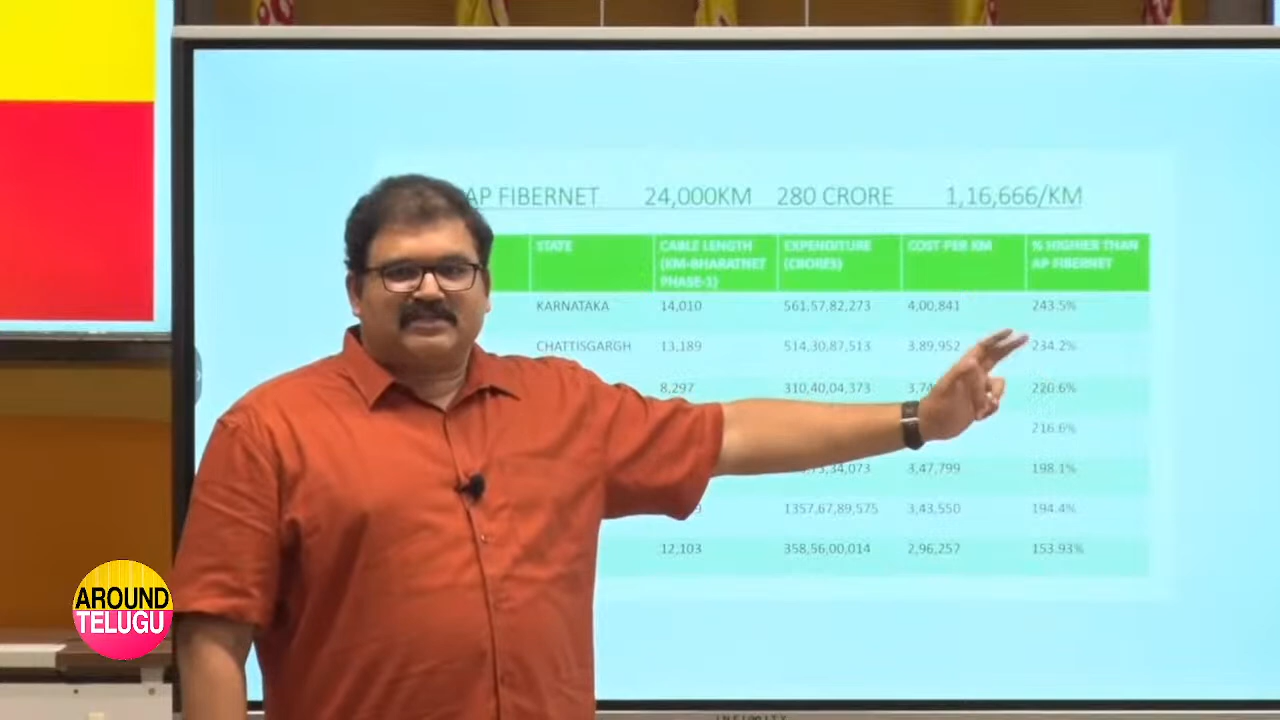 AP FIBERNET 24,000KM 280 CRORE 1,16,666/KM
STATE CABLE LENGTH (KM-BHARATNET PHASE-1) EXPENDITURE (CRORES) COST PER KM % HIGHER THAN AP FIBERNET
KARNATAKA 14,010 561,57,82,273 4,00,841 243.5%
CHATTISGARGH 13,189 514,30,87,513 3,89,952 234.2%
8,297 310,40,04,373 220.6%
216.6%
34,073 3,47,799 198.1%
1357,67,89,575 3,43,550 194.4%
12,103 358,56,00,014 2,96,257 153.93%
AROUND
TELUGU
INFINITY